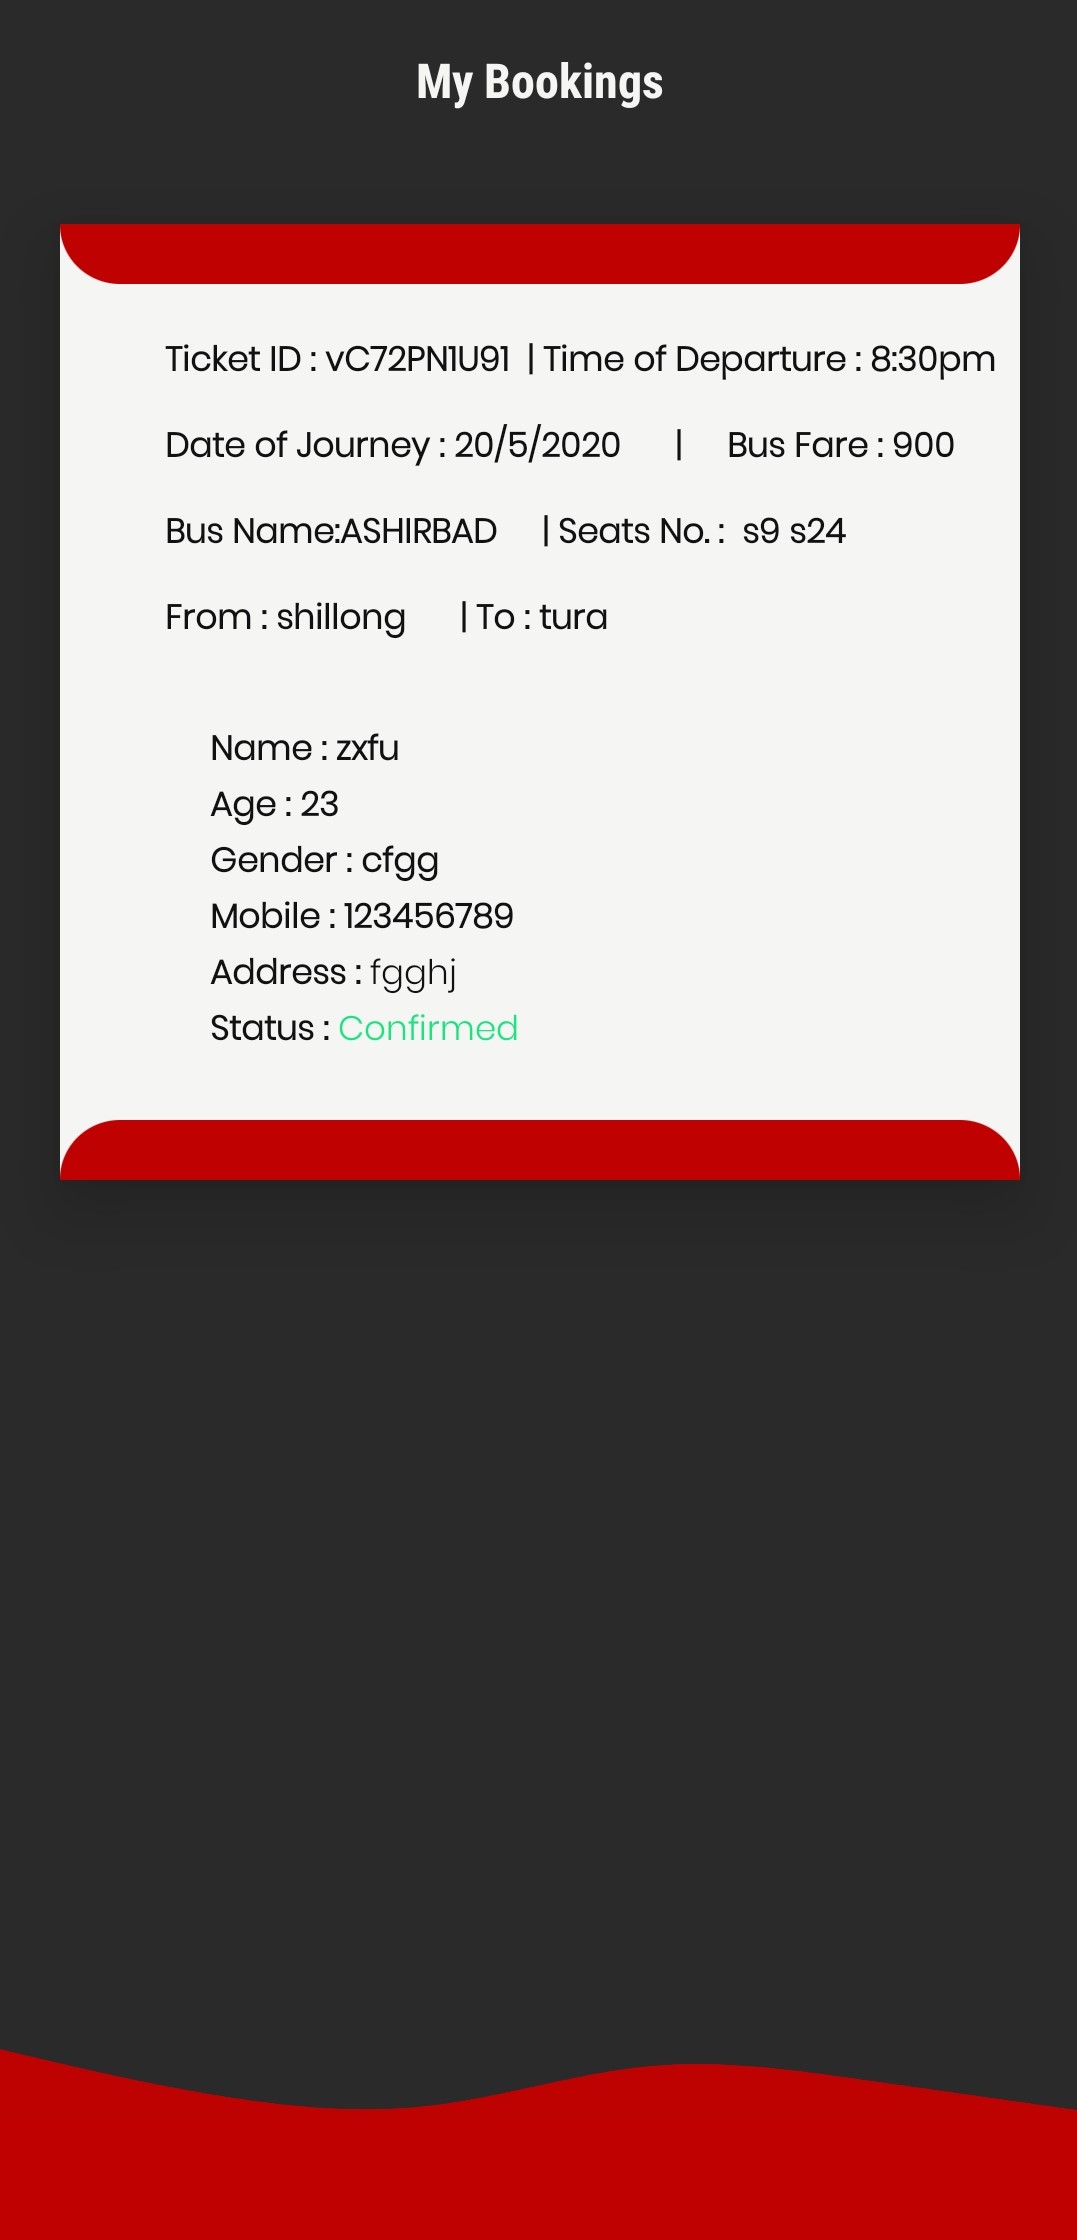 My Bookings
Ticket ID : vC72PN1U91 | Time of Departure : 8:30pm
Date of Journey : 20/5/2020 | Bus Fare : 900
Bus Name:ASHIRBAD | Seats No. : s9 s24
From : shillong | To : tura
Name : zxfu
Age : 23
Gender : cfgg
Mobile : 123456789
Address : fgghj
Status : Confirmed